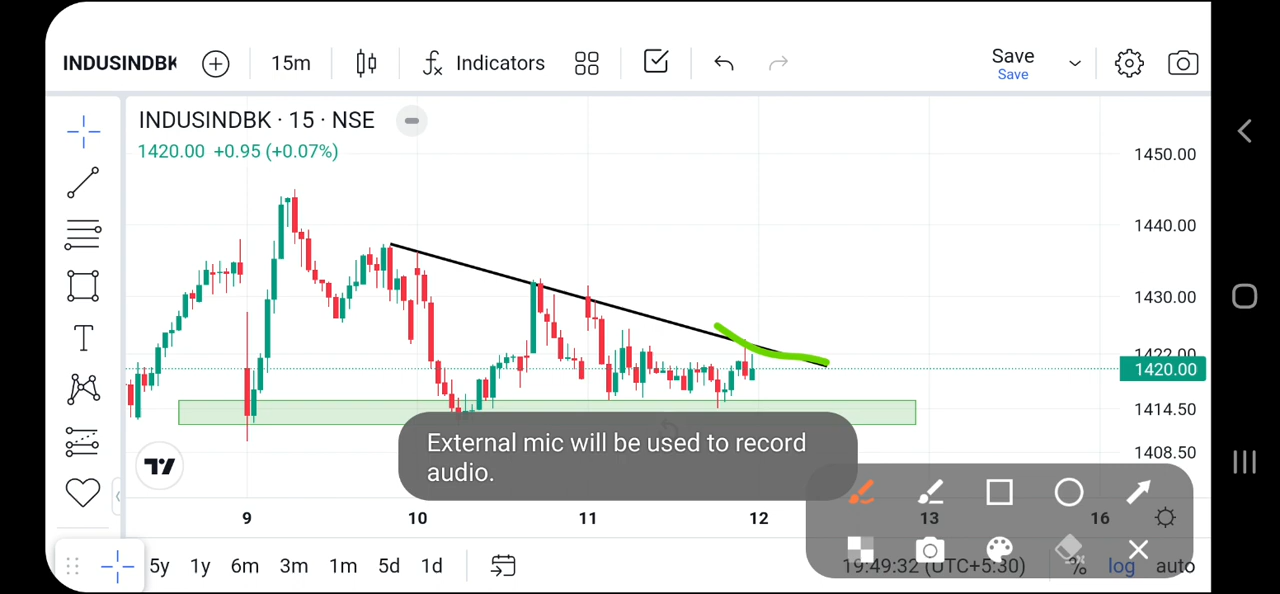 INDUSINDBK
15m
Indicators
Save
Save
INDUSINDBK · 15 · NSE
1420.00 +0.95 (+0.07%)
1450.00
1440.00
1430.00
1422.00
1420.00
1414.50
1408.50
External mic will be used to record
audio.
9 10 11 12 13 16
5y 1y 6m 3m 1m 5d 1d
19:49:32 (UTC+5:30) % log auto